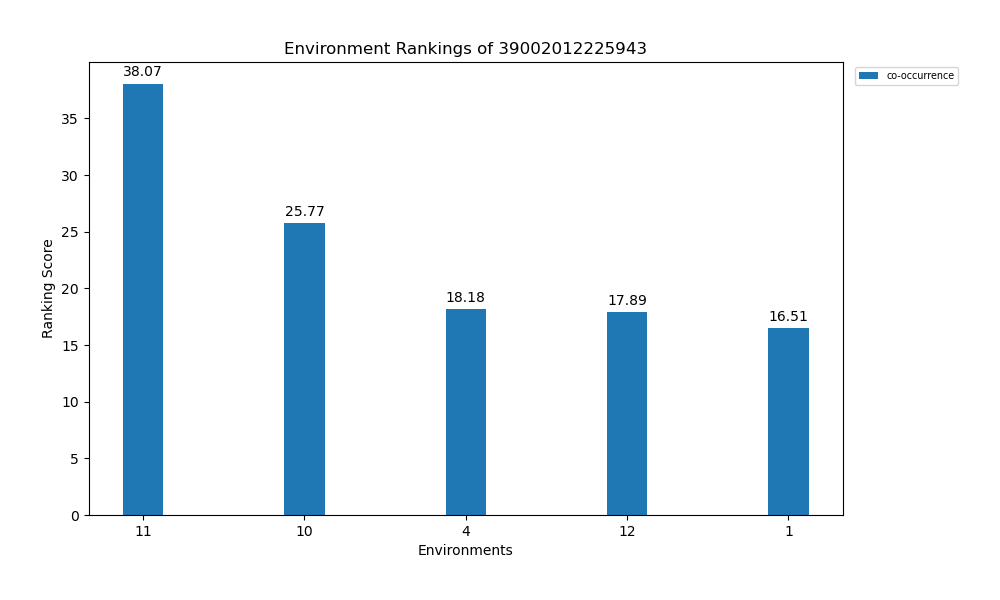 Environment Rankings of 39002012225943
co-occurrence
38.07
25.77
18.18
17.89
16.51
Ranking Score
35
30
25
20
15
10
5
0
11 10 4 12 1
Environments